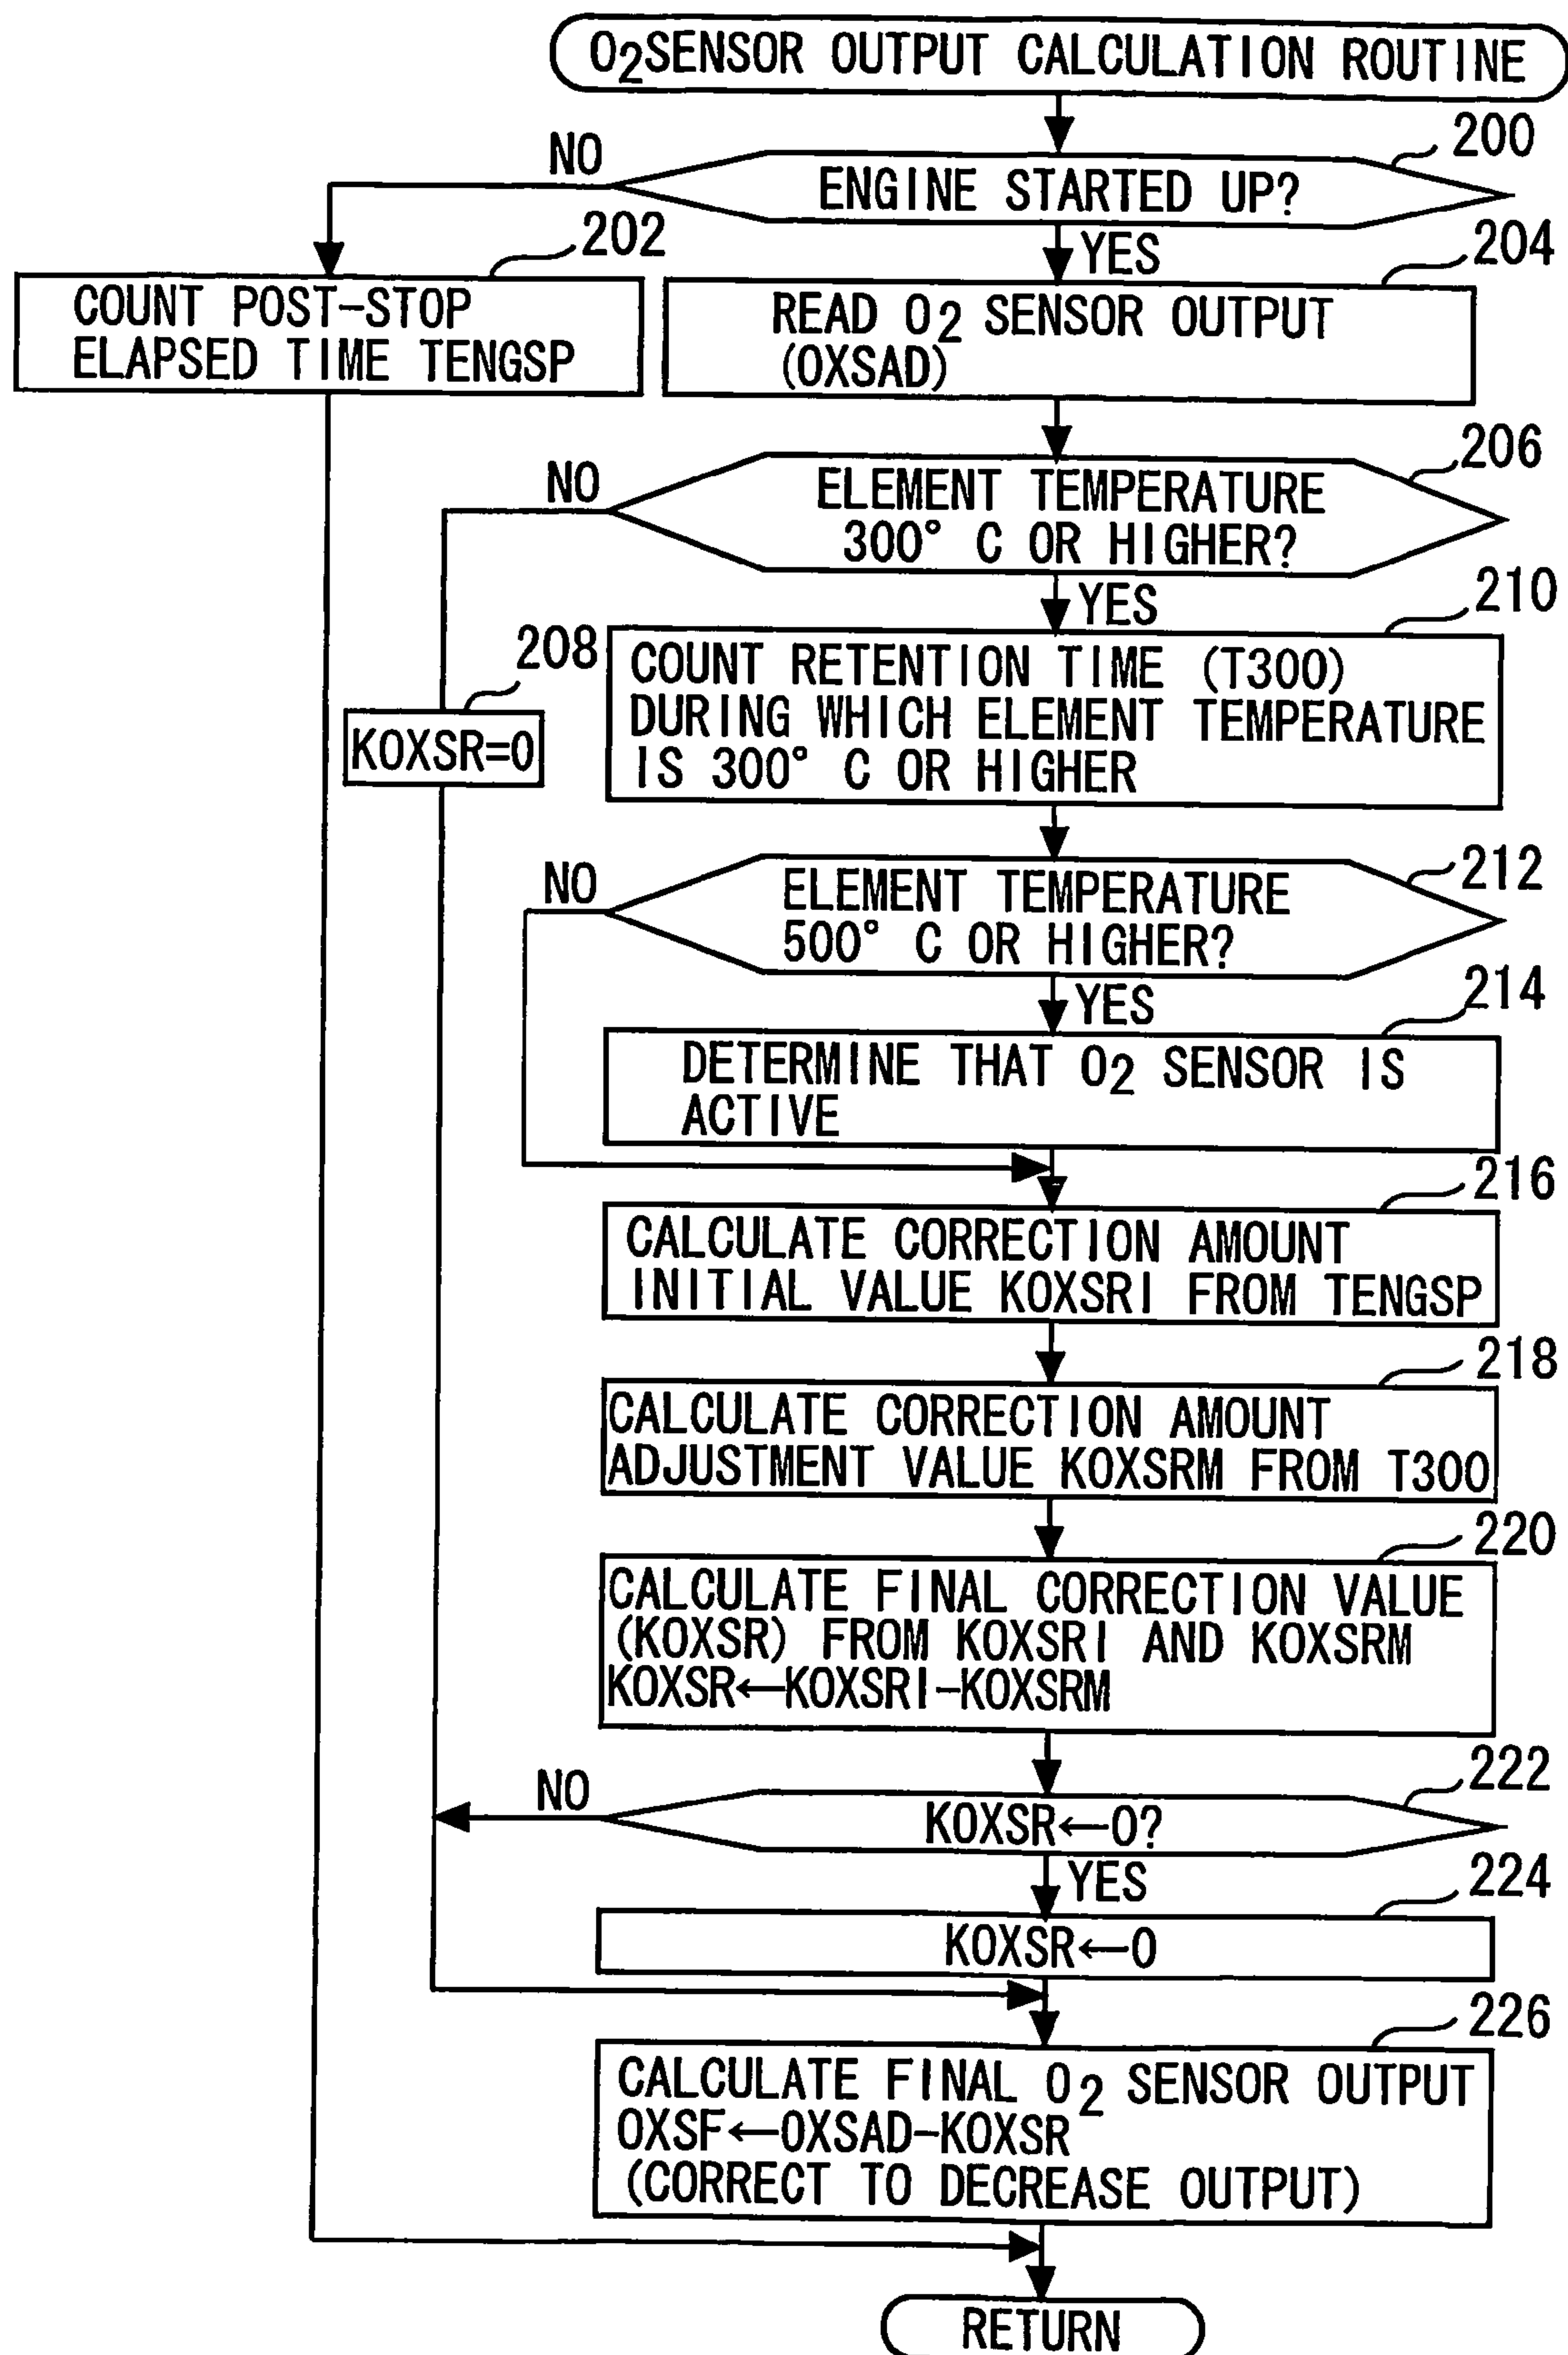 O2SENSOR OUTPUT CALCULATION ROUTINE
200
NO
ENGINE STARTED UP?
202
YES
204
COUNT POST-STOP
ELAPSED TIME TENGSP
READ O2 SENSOR OUTPUT
(OXSAD)
206
NO
ELEMENT TEMPERATURE
300° C OR HIGHER?
YES
210
208
KOXSR=0
COUNT RETENTION TIME (T300)
DURING WHICH ELEMENT TEMPERATURE
IS 300° C OR HIGHER
212
NO
ELEMENT TEMPERATURE
500° C OR HIGHER?
YES
214
DETERMINE THAT O2 SENSOR IS
ACTIVE
216
CALCULATE CORRECTION AMOUNT
INITIAL VALUE KOXSRI FROM TENGSP
218
CALCULATE CORRECTION AMOUNT
ADJUSTMENT VALUE KOXSRM FROM T300
220
CALCULATE FINAL CORRECTION VALUE
(KOXSR) FROM KOXSRI AND KOXSRM
KOXSR←KOXSRI-KOXSRM
222
NO
KOXSR←0?
YES
224
KOXSR←0
226
CALCULATE FINAL O2 SENSOR OUTPUT
OXSF←OXSAD-KOXSR
(CORRECT TO DECREASE OUTPUT)
RETURN